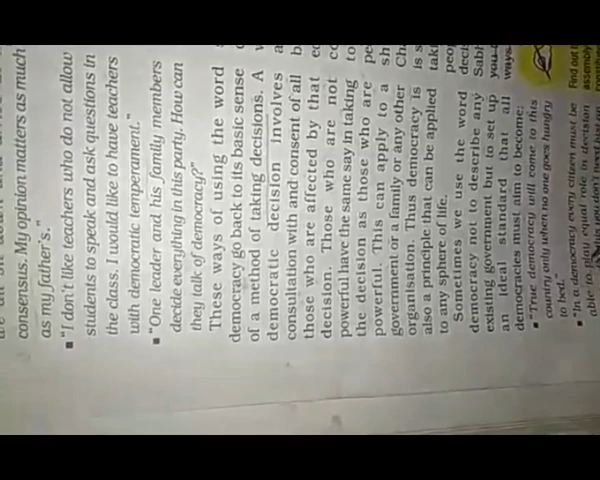 consensus. My opinion matters as much
as my father's."
▪ "I don't like teachers who do not allow
students to speak and ask questions in
the class. I would like to have teachers
with democratic temperament."
▪ "One leader and his family members
decide everything in this party. How can
they talk of democracy?"
These ways of using the word
democracy go back to its basic sense
of a method of taking decisions. A
democratic decision involves
consultation with and consent of all
those who are affected by that
decision. Those who are not
powerful have the same say in taking
the decision as those who are
powerful. This can apply to a
government or a family or any other
organisation. Thus democracy is
also a principle that can be applied
to any sphere of life.
Sometimes we use the word
democracy not to describe any
existing government but to set up
an ideal standard that all
democracies must aim to become:
▪ "True democracy will come to this
country only when no one goes hungry
to bed."
▪ "In a democracy every citizen must be
able to play equal role in decision
Find out
assembly